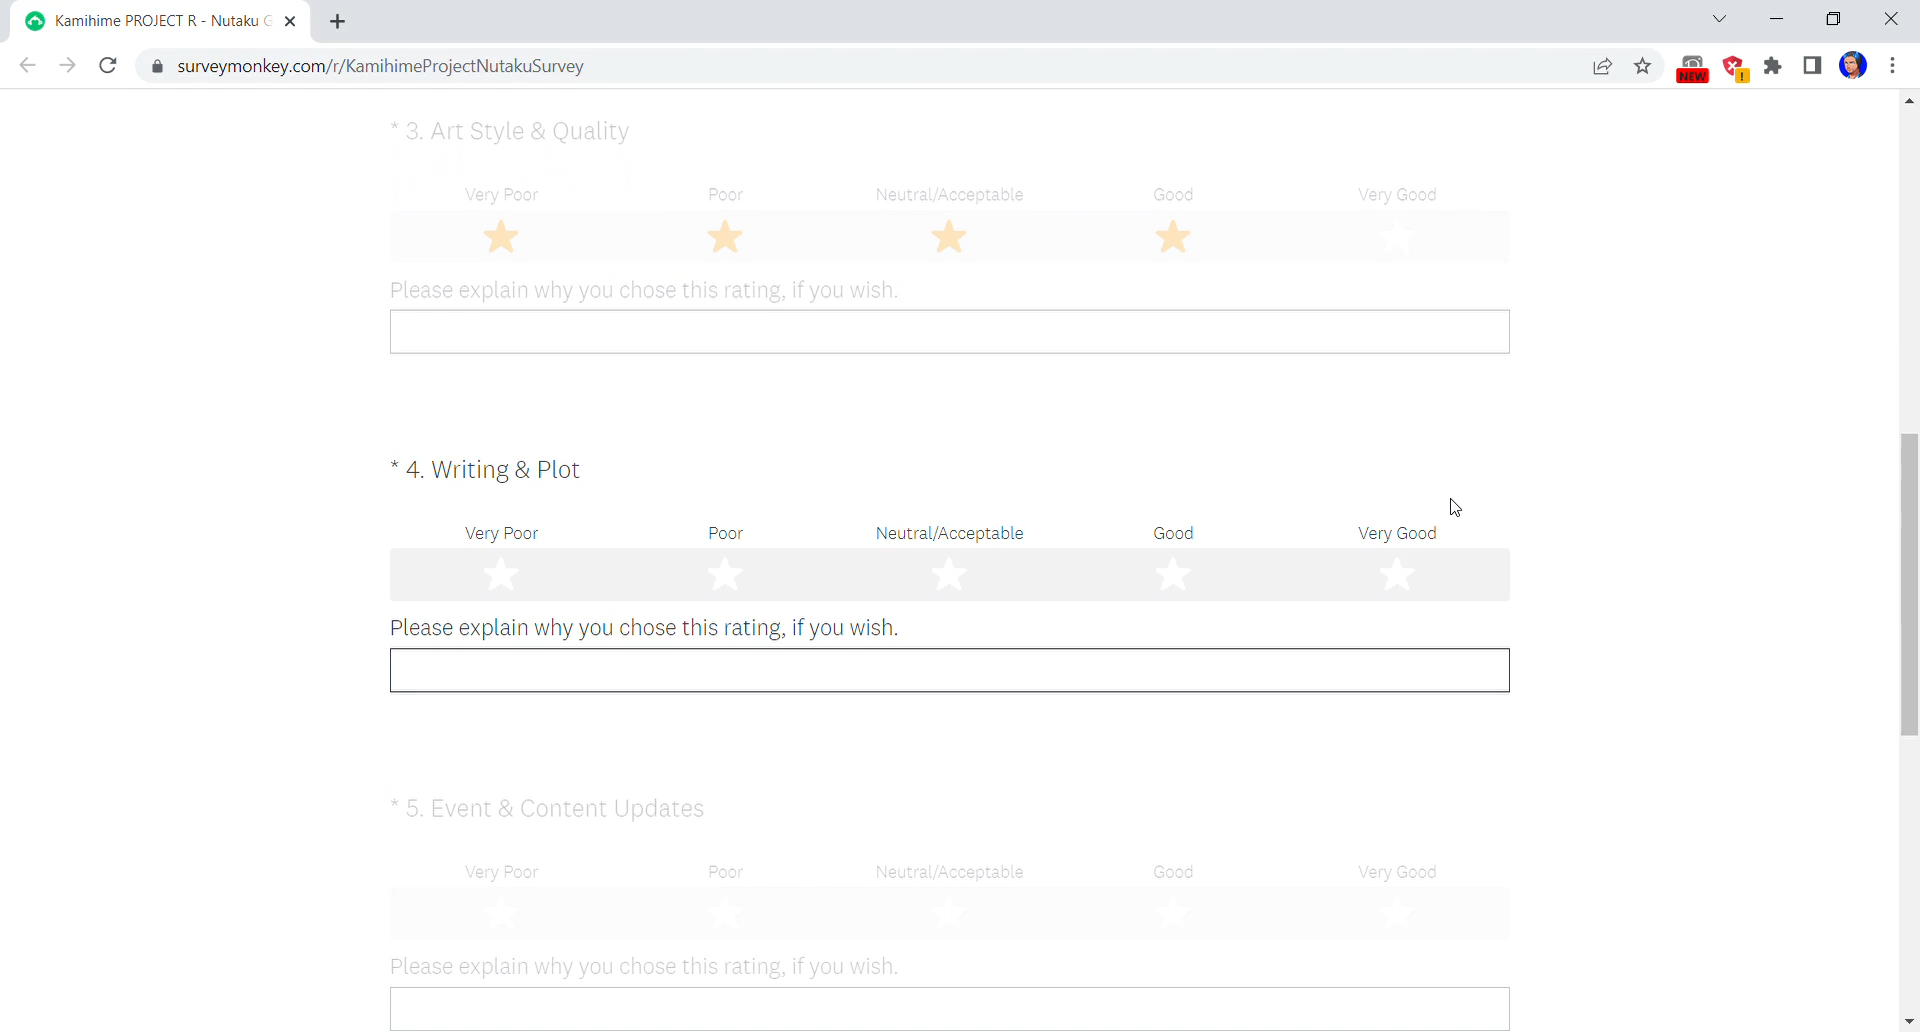 Kamihime PROJECT R - Nutaku G
surveymonkey.com/r/KamihimeProjectNutakuSurvey
NEW
!
* 3. Art Style & Quality
Very Poor Poor Neutral/Acceptable Good Very Good
Please explain why you chose this rating, if you wish.
* 4. Writing & Plot
Very Poor Poor Neutral/Acceptable Good Very Good
Please explain why you chose this rating, if you wish.
* 5. Event & Content Updates
Very Poor Poor Neutral/Acceptable Good Very Good
Please explain why you chose this rating, if you wish.